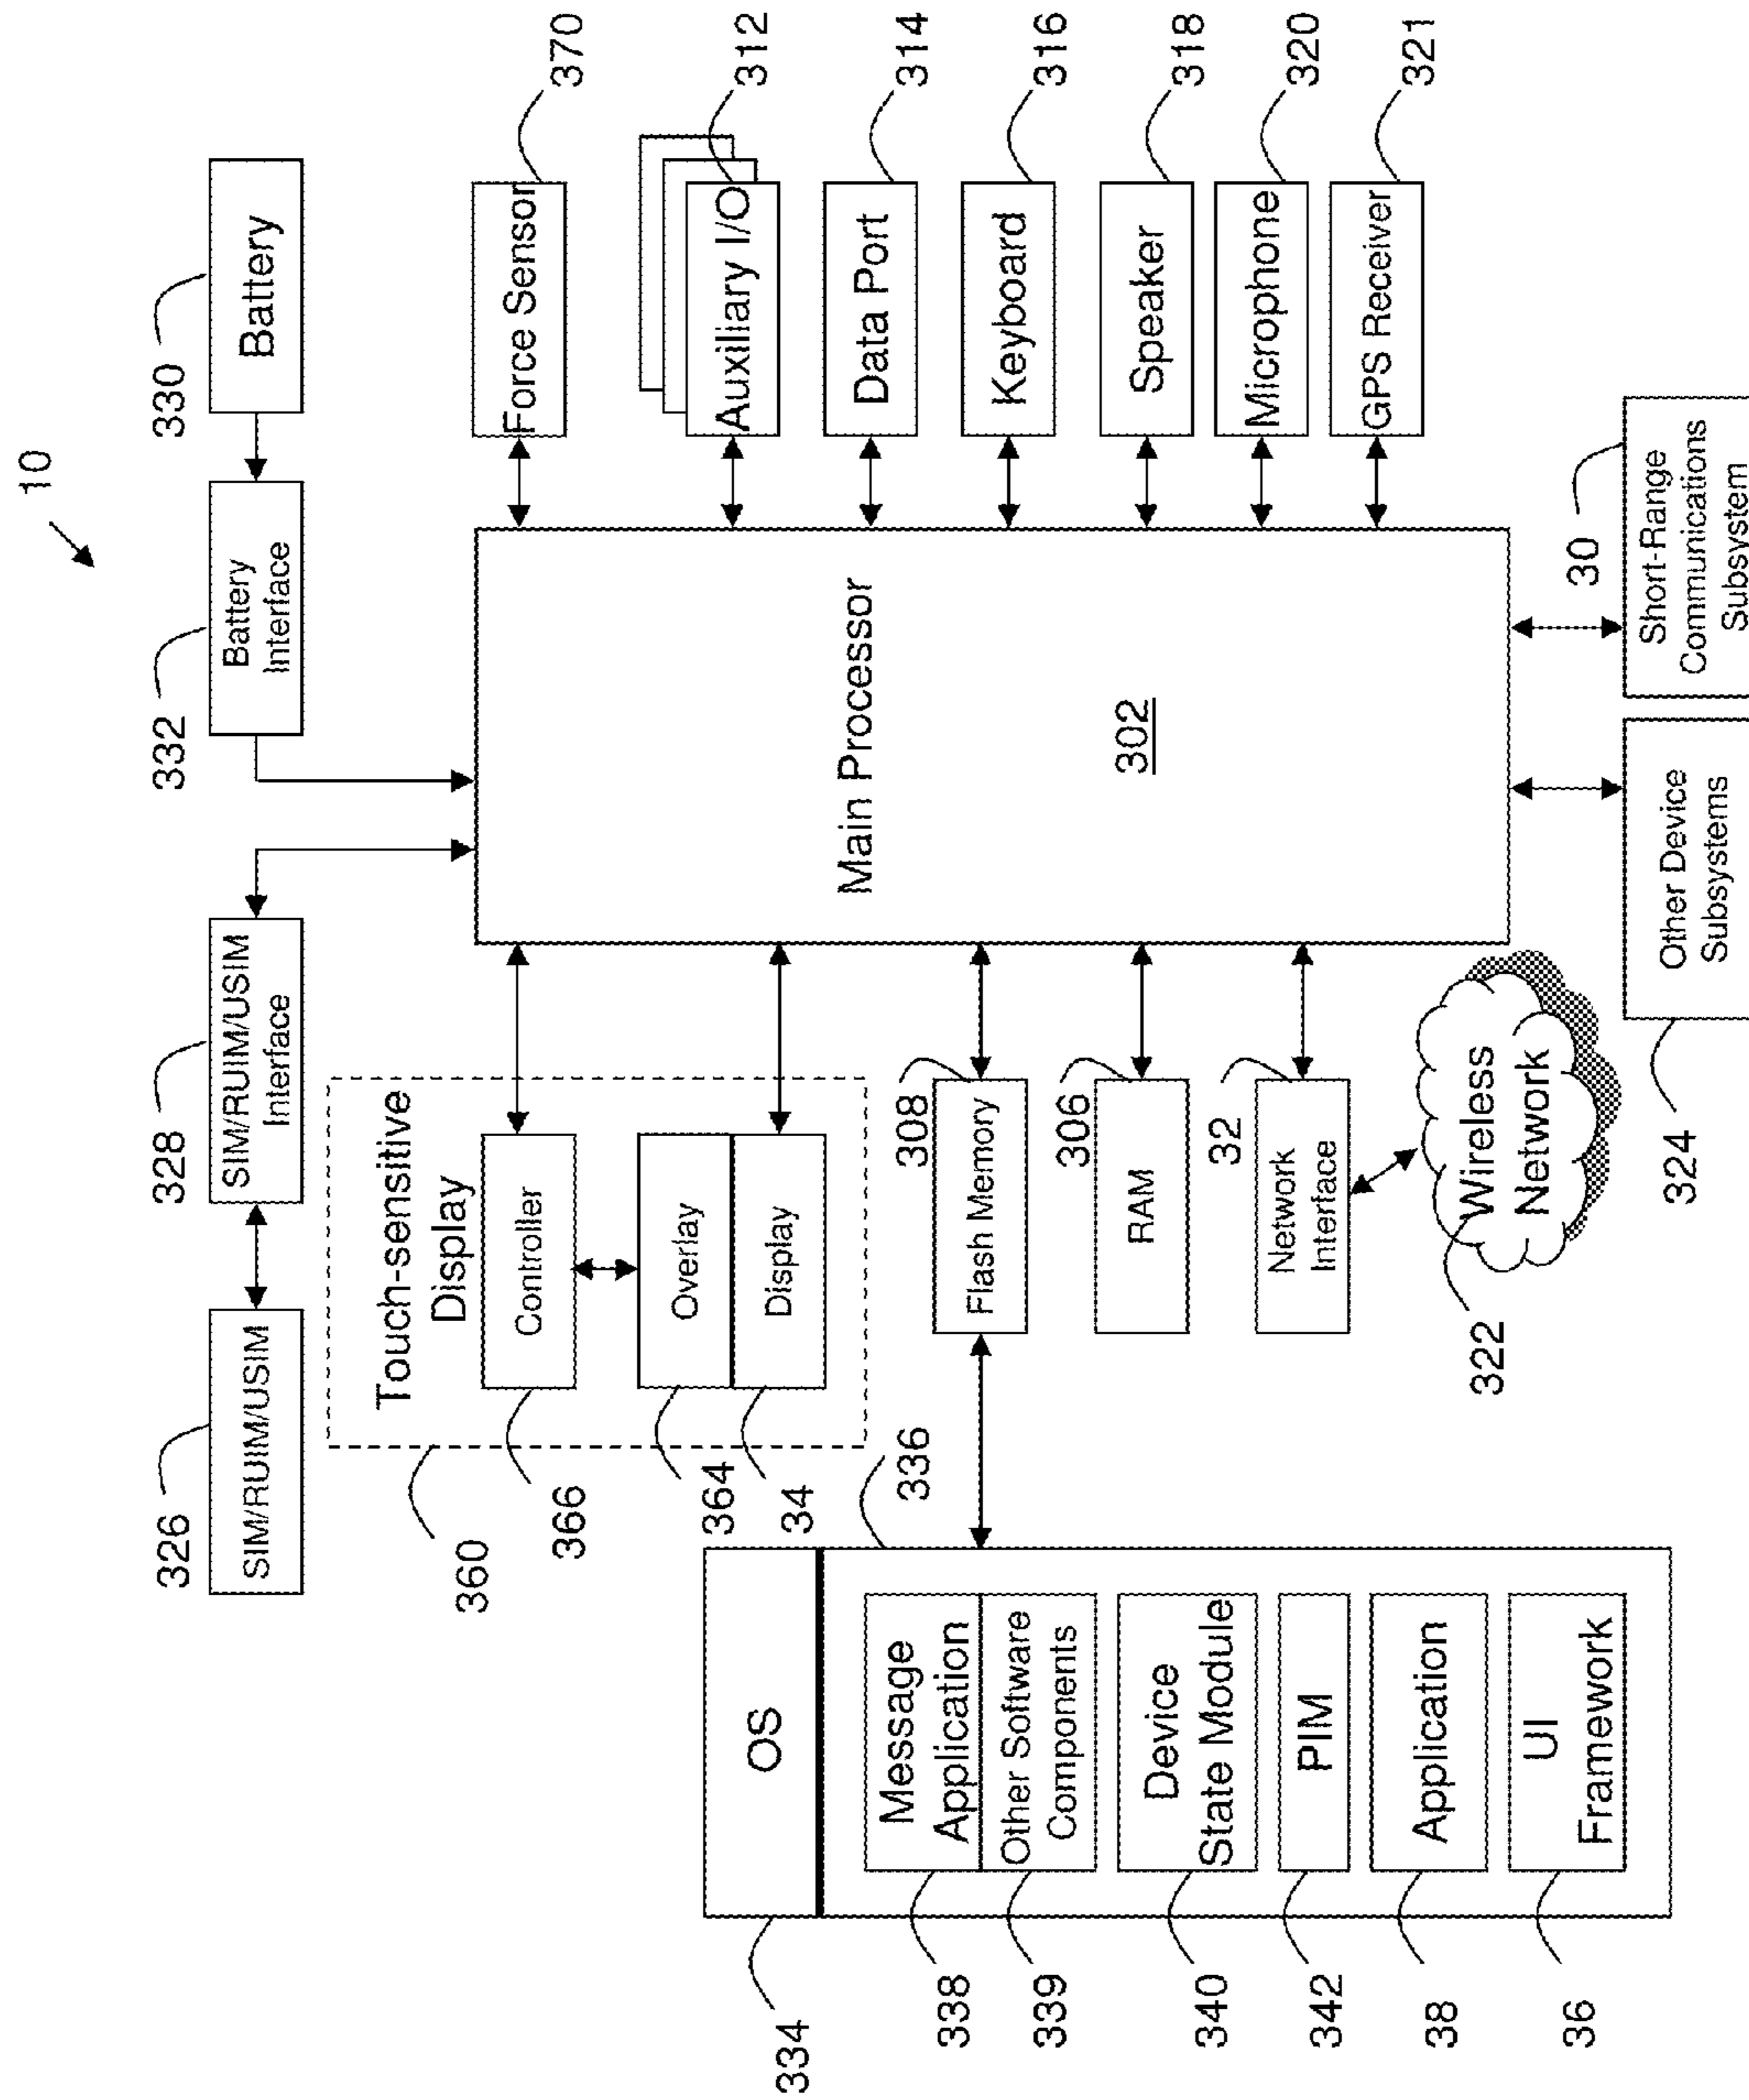 10
326
SIM/RUIM/USIM
328
SIM/RUIM/USIM
Interface
332
Battery
Interface
330
Battery
360
Touch-sensitive
Display
366
Controller
364
Overlay
34
Display
Main Processor
302
Force Sensor
370
Auxiliary I/O
312
Data Port
314
Keyboard
316
Speaker
318
Microphone
320
GPS Receiver
321
334
OS
336
338
Message
Application
339
Other Software
Components
340
Device
State Module
342
PIM
38
Application
36
UI
Framework
308
Flash Memory
306
RAM
32
Network
Interface
322
Wireless
Network
324
Other Device
Subsystems
30
Short-Range
Communications
Subsystem